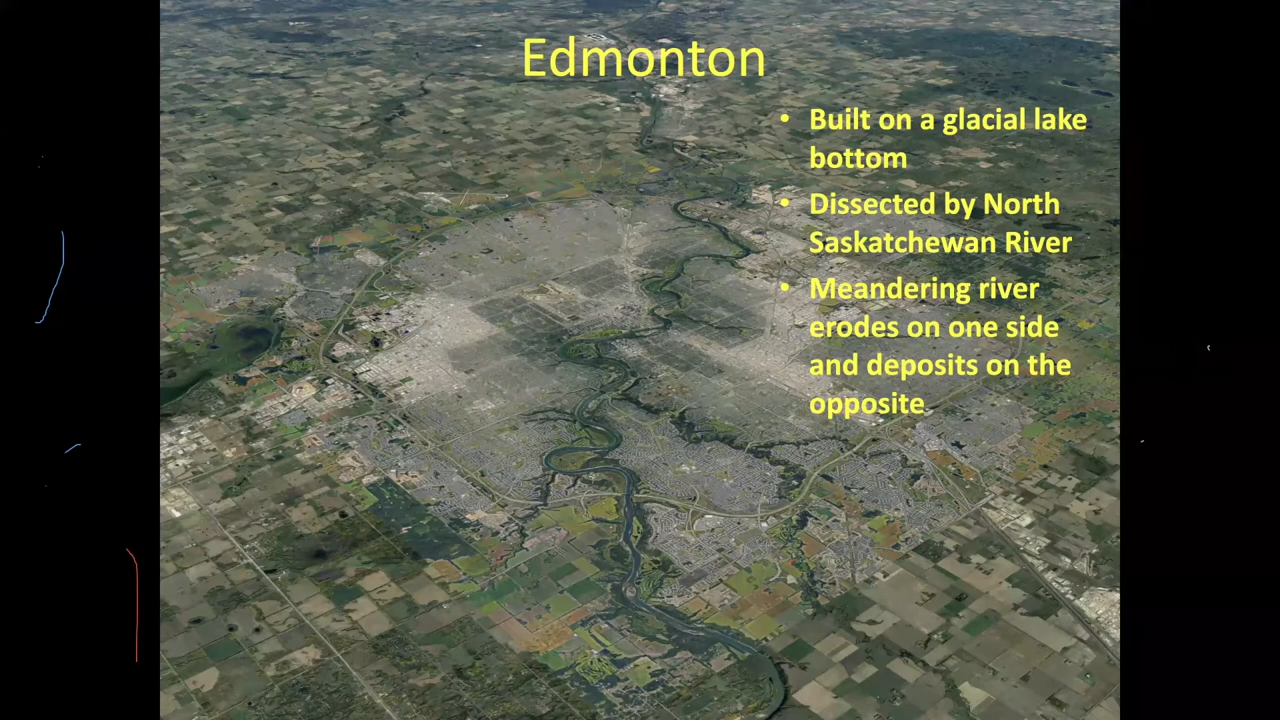 Edmonton
• Built on a glacial lake
bottom
• Dissected by North
Saskatchewan River
• Meandering river
erodes on one side
and deposits on the
opposite